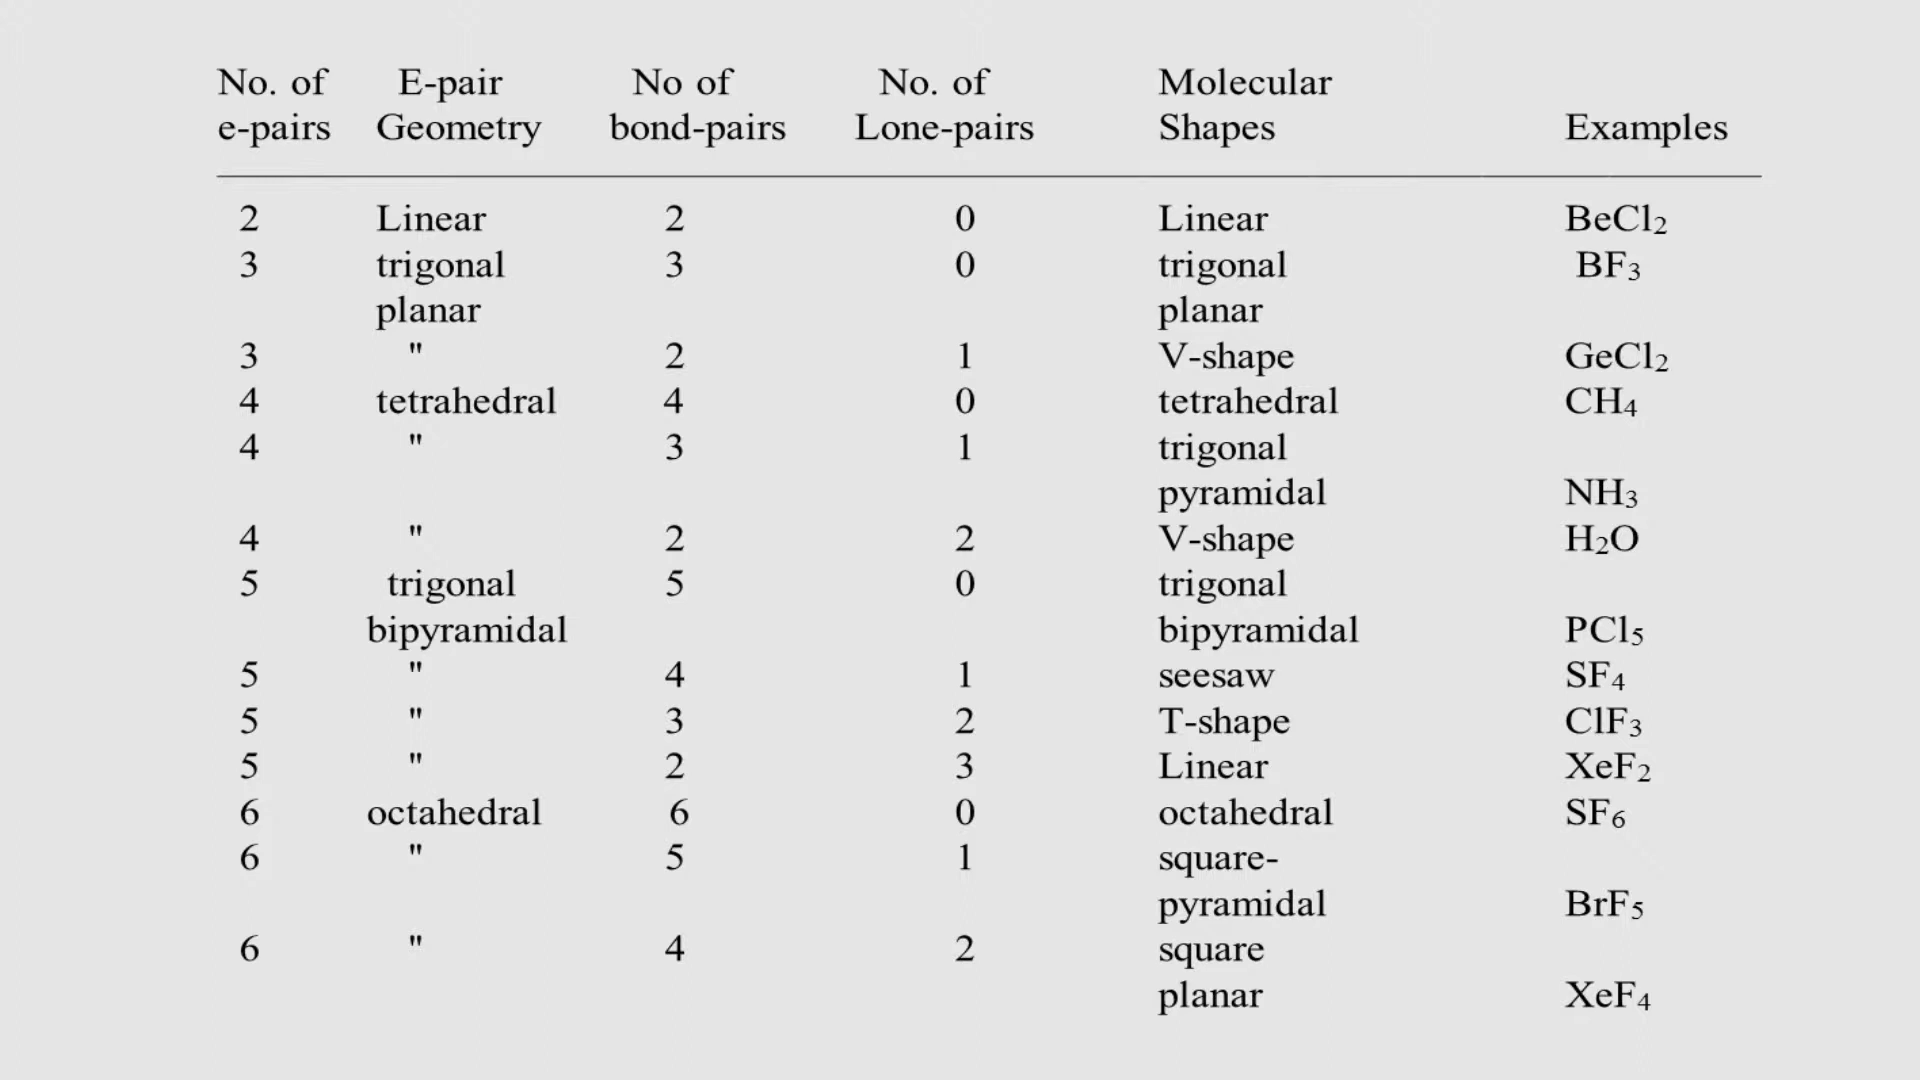 No. of E-pair No of No. of Molecular
e-pairs Geometry bond-pairs Lone-pairs Shapes Examples
2 Linear 2 0 Linear BeCl₂
3 trigonal 3 0 trigonal BF₃
planar planar
3 " 2 1 V-shape GeCl₂
4 tetrahedral 4 0 tetrahedral CH₄
4 " 3 1 trigonal
pyramidal NH₃
4 " 2 2 V-shape H₂O
5 trigonal 5 0 trigonal
bipyramidal bipyramidal PCl₅
5 " 4 1 seesaw SF₄
5 " 3 2 T-shape ClF₃
5 " 2 3 Linear XeF₂
6 octahedral 6 0 octahedral SF₆
6 " 5 1 square-
pyramidal BrF₅
6 " 4 2 square
planar XeF₄